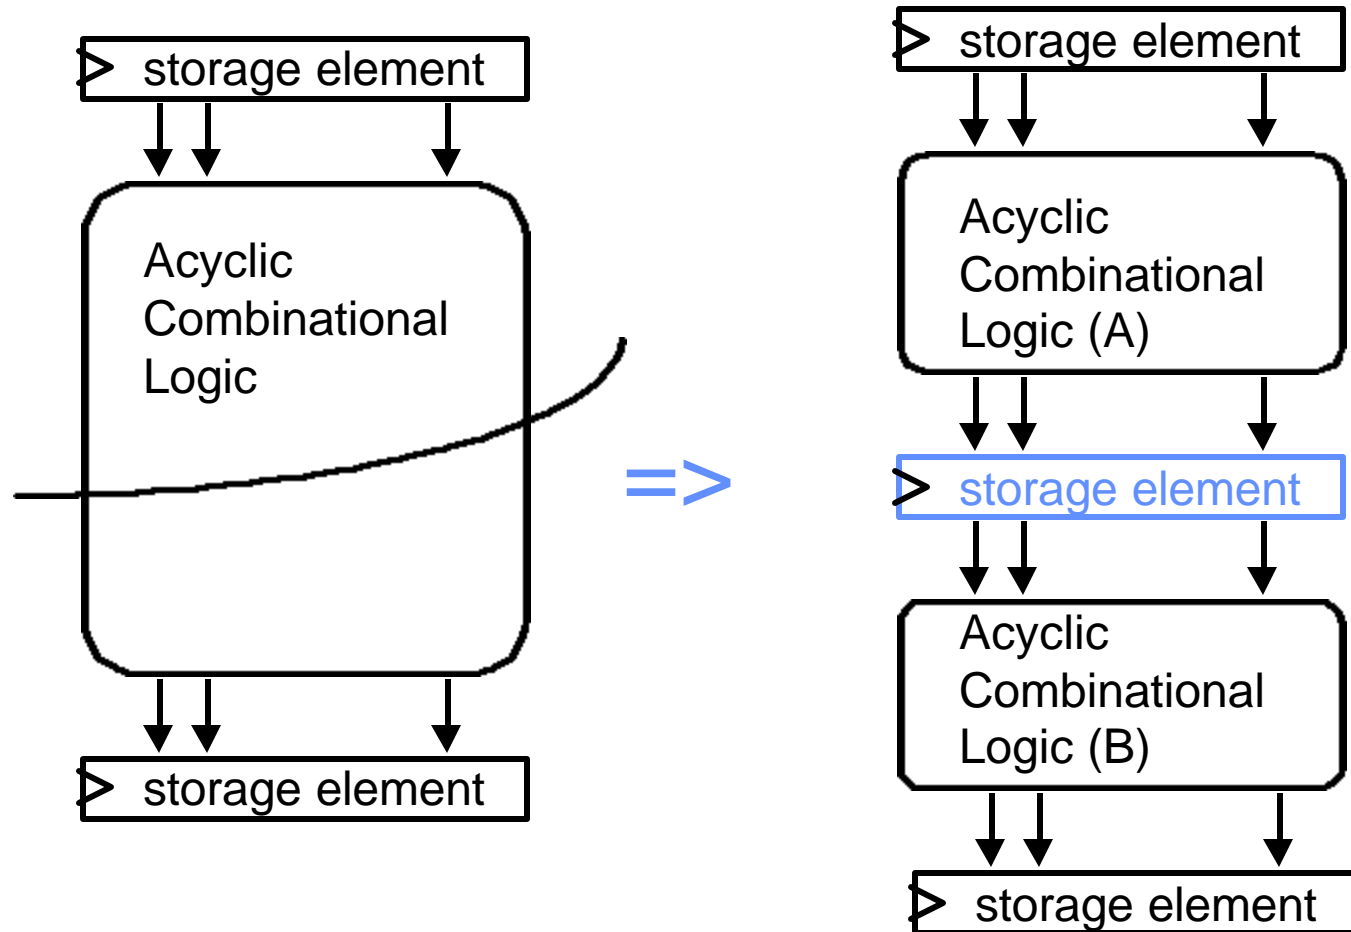 storage element
Acyclic
Combinational
Logic
storage element
=>
storage element
Acyclic
Combinational
Logic (A)
storage element
Acyclic
Combinational
Logic (B)
storage element